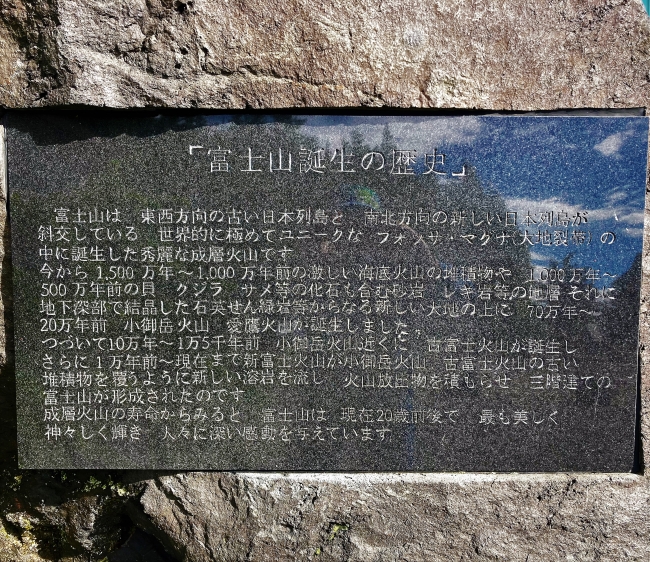 「富士山誕生の歴史」
富士山は 東西方向の古い日本列島と 南北方向の新しい日本列島が
斜交している 世界的に極めてユニークな フォッサ・マグナ(大地裂帯)の
中に誕生した秀麗な成層火山です
今から1,500万年~1,000万年前の激しい海底火山の堆積物や 1,000万年~
500万年前の貝 クジラ サメ等の化石も含む砂岩 レキ岩等の地層 それに
地下深部で結晶した石英せん緑岩等からなる新しい大地の上に 70万年~
20万年前 小御岳火山 愛鷹火山が誕生しました。
つづいて10万年~1万5千年前 小御岳火山近くに 古富士火山が誕生し
さらに1万年前~現在まで新富士火山が小御岳火山 古富士火山の古い
堆積物を覆うように新しい溶岩を流し 火山放出物を積もらせ 三階建ての
富士山が形成されたのです
成層火山の寿命からみると 富士山は 現在20歳前後で 最も美しく
神々しく輝き 人々に深い感動を与えています